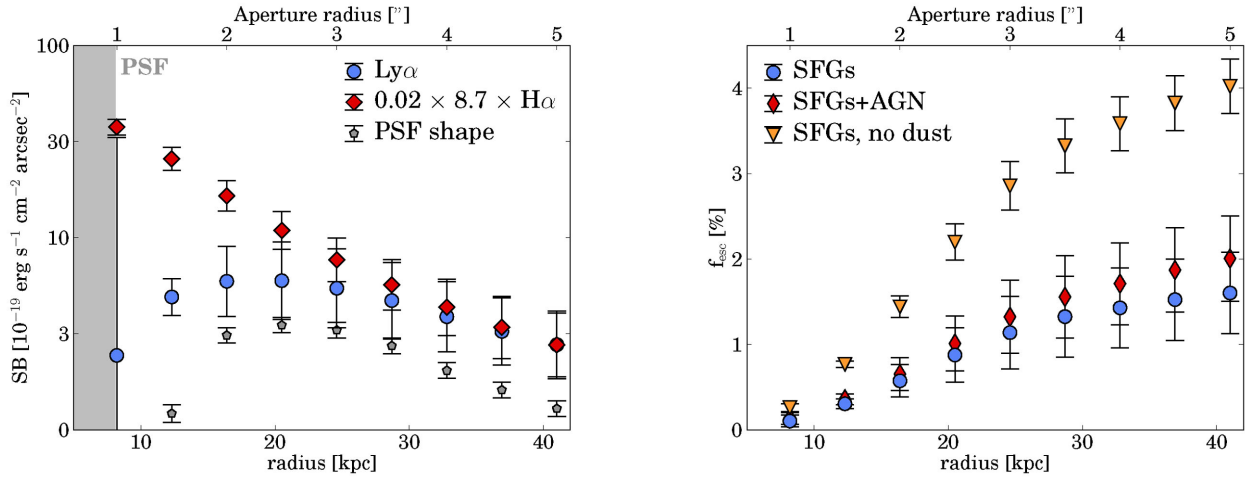 Aperture radius [”]
1 2 3 4 5
100
30
10
3
0
PSF
Lyα
0.02 × 8.7 × Hα
PSF shape
SB [10⁻¹⁹ erg s⁻¹ cm⁻² arcsec⁻²]
10 20 30 40
radius [kpc]
Aperture radius [”]
1 2 3 4 5
4
3
2
1
0
SFGs
SFGs+AGN
SFGs, no dust
f_esc [%]
10 20 30 40
radius [kpc]